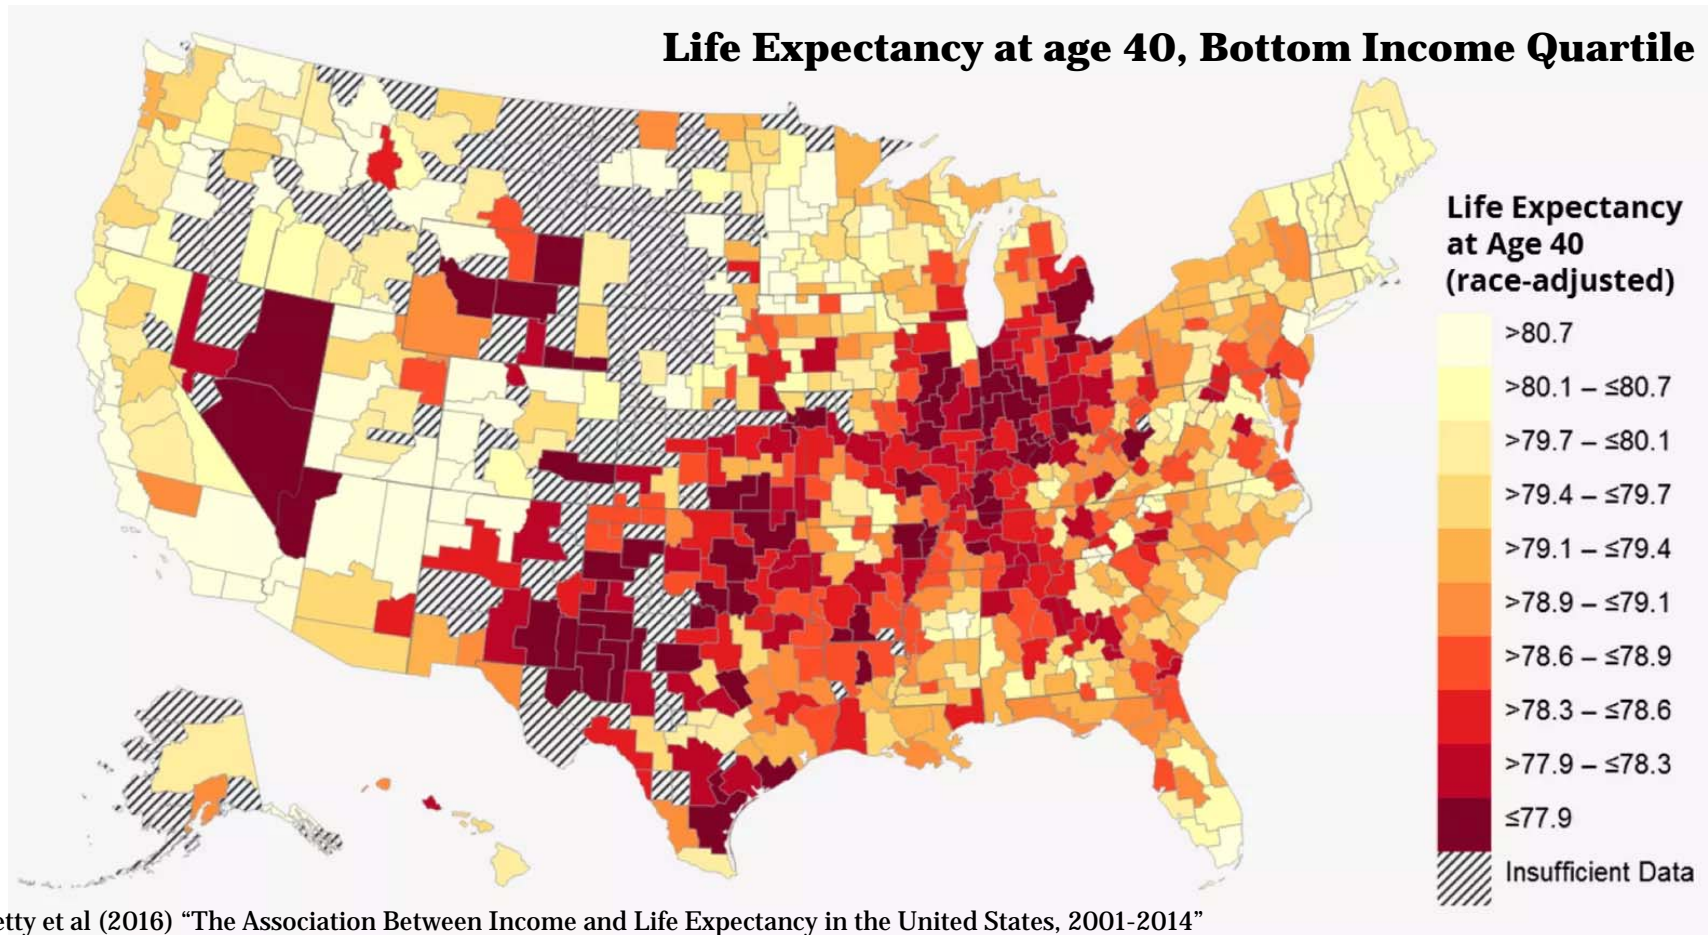 Life Expectancy at age 40, Bottom Income Quartile
Life Expectancy
at Age 40
(race-adjusted)
>80.7
>80.1 – ≤80.7
>79.7 – ≤80.1
>79.4 – ≤79.7
>79.1 – ≤79.4
>78.9 – ≤79.1
>78.6 – ≤78.9
>78.3 – ≤78.6
>77.9 – ≤78.3
≤77.9
Insufficient Data
etty et al (2016) “The Association Between Income and Life Expectancy in the United States, 2001-2014”